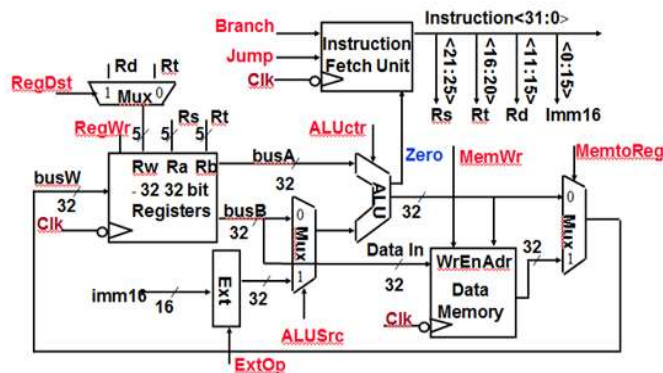 Branch
Instruction<31:0>
Jump
Instruction
Fetch Unit
Clk
<21:25>
<16:20>
<11:15>
<0:15>
Rs
Rt
Rd
Imm16
RegDst
Rd
Rt
1
Mux
0
RegWr
5
Rs
5
Rt
5
ALUctr
Zero
MemWr
MemtoReg
busW
32
Rw
Ra
Rb
32 32 bit
Registers
Clk
busA
32
busB
32
0
Mux
1
ALU
32
0
Mux
1
Data In
32
WrEn
Adr
Data
Memory
32
Clk
imm16
16
Ext
32
ALUSrc
ExtOp